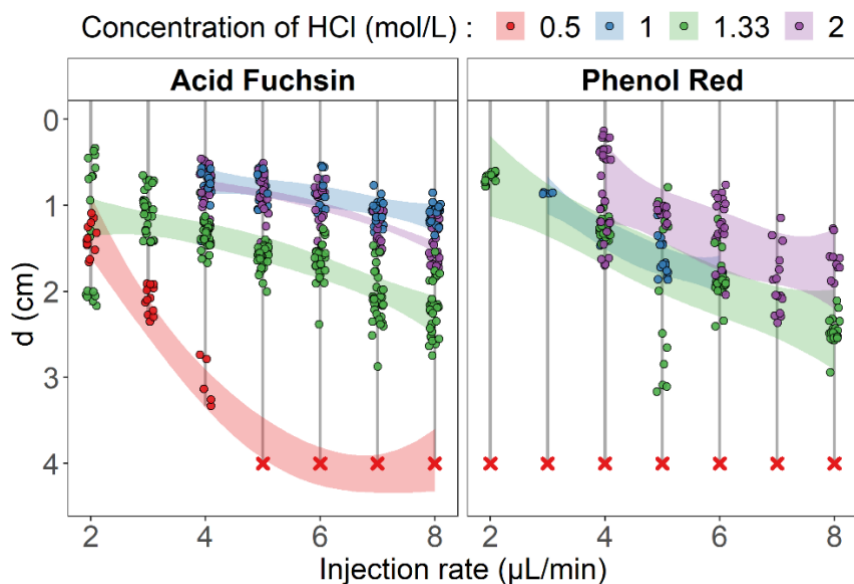 Concentration of HCl (mol/L) : 0.5 1 1.33 2
Acid Fuchsin Phenol Red
0
1
2
3
4
d (cm)
2 4 6 8 2 4 6 8
Injection rate (µL/min)